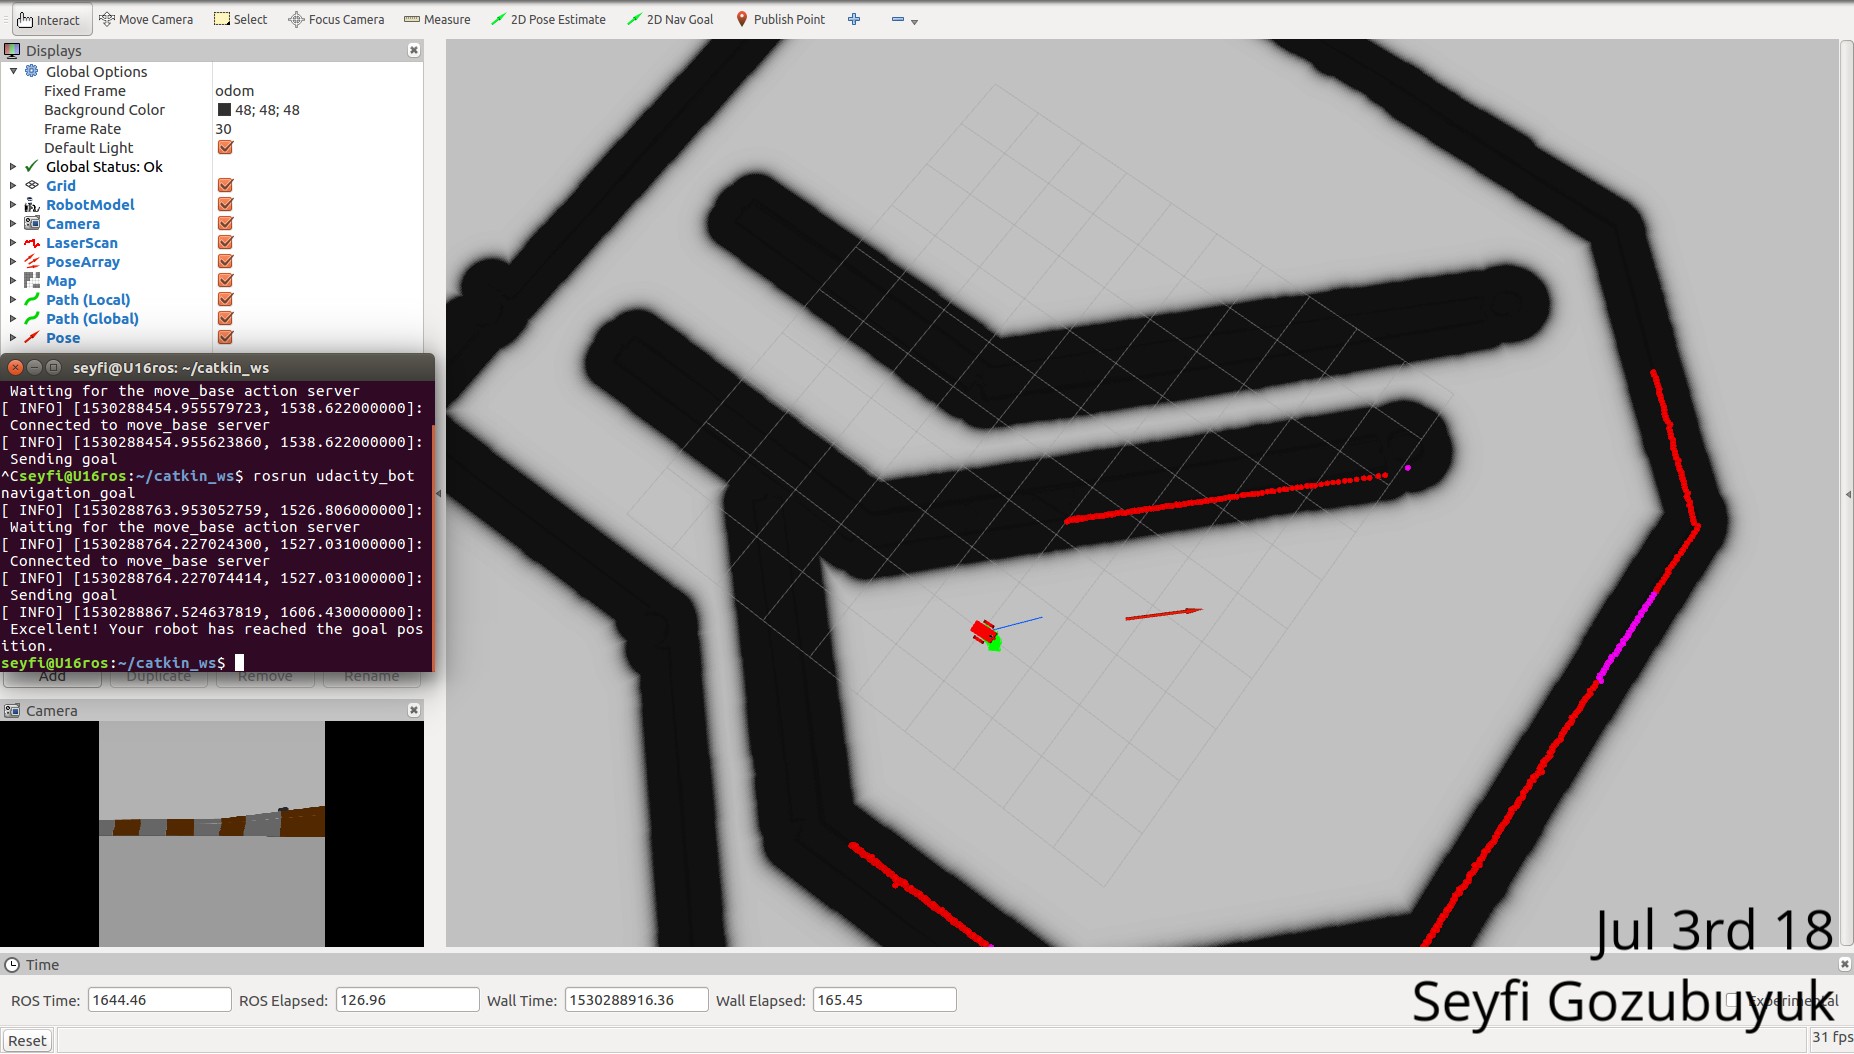 Interact Move Camera Select Focus Camera Measure 2D Pose Estimate 2D Nav Goal Publish Point
Displays
Global Options
Fixed Frame odom
Background Color 48; 48; 48
Frame Rate 30
Default Light
Global Status: Ok
Grid
RobotModel
Camera
LaserScan
PoseArray
Map
Path (Local)
Path (Global)
Pose
seyfi@U16ros: ~/catkin_ws
Waiting for the move_base action server
[ INFO] [1530288454.955579723, 1538.622000000]:
Connected to move_base server
[ INFO] [1530288454.955623860, 1538.622000000]:
Sending goal
^Cseyfi@U16ros:~/catkin_ws$ rosrun udacity_bot
navigation_goal
[ INFO] [1530288763.953052759, 1526.806000000]:
Waiting for the move_base action server
[ INFO] [1530288764.227024300, 1527.031000000]:
Connected to move_base server
[ INFO] [1530288764.227074414, 1527.031000000]:
Sending goal
[ INFO] [1530288867.524637819, 1606.430000000]:
Excellent! Your robot has reached the goal pos
ition.
seyfi@U16ros:~/catkin_ws$
Add Duplicate Remove Rename
Camera
Jul 3rd 18
Seyfi Gozubuyuk
Time
ROS Time: 1644.46 ROS Elapsed: 126.96 Wall Time: 1530288916.36 Wall Elapsed: 165.45 Experimental
Reset 31 fps